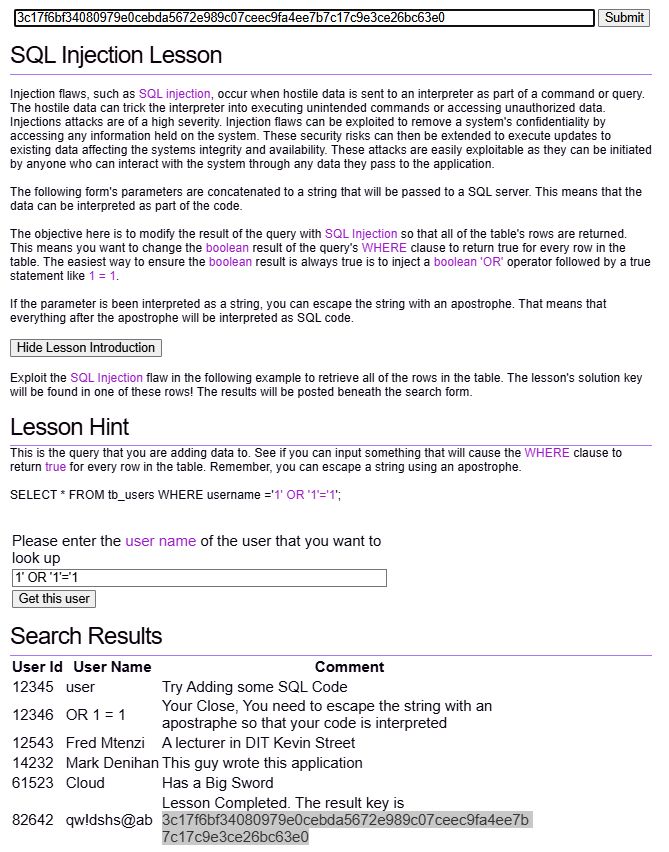 3c17f6bf34080979e0cebda5672e989c07ceec9fa4ee7b7c17c9e3ce26bc63e0 Submit
SQL Injection Lesson
Injection flaws, such as SQL injection, occur when hostile data is sent to an interpreter as part of a command or query.
The hostile data can trick the interpreter into executing unintended commands or accessing unauthorized data.
Injections attacks are of a high severity. Injection flaws can be exploited to remove a system's confidentiality by
accessing any information held on the system. These security risks can then be extended to execute updates to
existing data affecting the systems integrity and availability. These attacks are easily exploitable as they can be initiated
by anyone who can interact with the system through any data they pass to the application.
The following form's parameters are concatenated to a string that will be passed to a SQL server. This means that the
data can be interpreted as part of the code.
The objective here is to modify the result of the query with SQL Injection so that all of the table's rows are returned.
This means you want to change the boolean result of the query's WHERE clause to return true for every row in the
table. The easiest way to ensure the boolean result is always true is to inject a boolean 'OR' operator followed by a true
statement like 1 = 1.
If the parameter is been interpreted as a string, you can escape the string with an apostrophe. That means that
everything after the apostrophe will be interpreted as SQL code.
Hide Lesson Introduction
Exploit the SQL Injection flaw in the following example to retrieve all of the rows in the table. The lesson's solution key
will be found in one of these rows! The results will be posted beneath the search form.
Lesson Hint
This is the query that you are adding data to. See if you can input something that will cause the WHERE clause to
return true for every row in the table. Remember, you can escape a string using an apostrophe.
SELECT * FROM tb_users WHERE username ='1' OR '1'='1';
Please enter the user name of the user that you want to
look up
1' OR '1'='1
Get this user
Search Results
User Id User Name Comment
12345 user Try Adding some SQL Code
12346 OR 1 = 1 Your Close, You need to escape the string with an
apostraphe so that your code is interpreted
12543 Fred Mtenzi A lecturer in DIT Kevin Street
14232 Mark Denihan This guy wrote this application
61523 Cloud Has a Big Sword
82642 qw!dshs@ab Lesson Completed. The result key is
3c17f6bf34080979e0cebda5672e989c07ceec9fa4ee7b
7c17c9e3ce26bc63e0